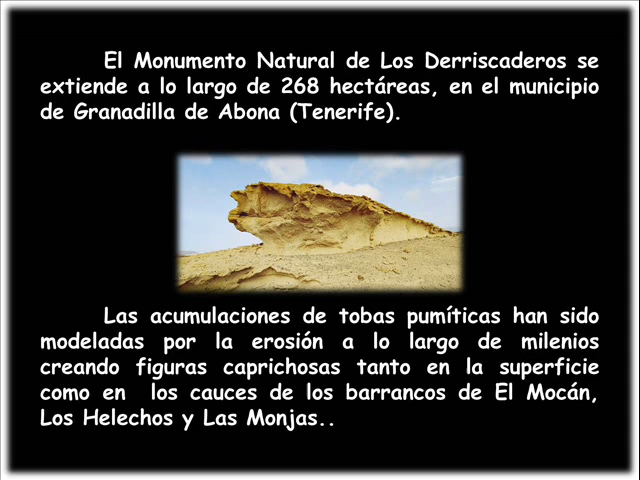 El Monumento Natural de Los Derriscaderos se
extiende a lo largo de 268 hectáreas, en el municipio
de Granadilla de Abona (Tenerife).
Las acumulaciones de tobas pumíticas han sido
modeladas por la erosión a lo largo de milenios
creando figuras caprichosas tanto en la superficie
como en los cauces de los barrancos de El Mocán,
Los Helechos y Las Monjas..